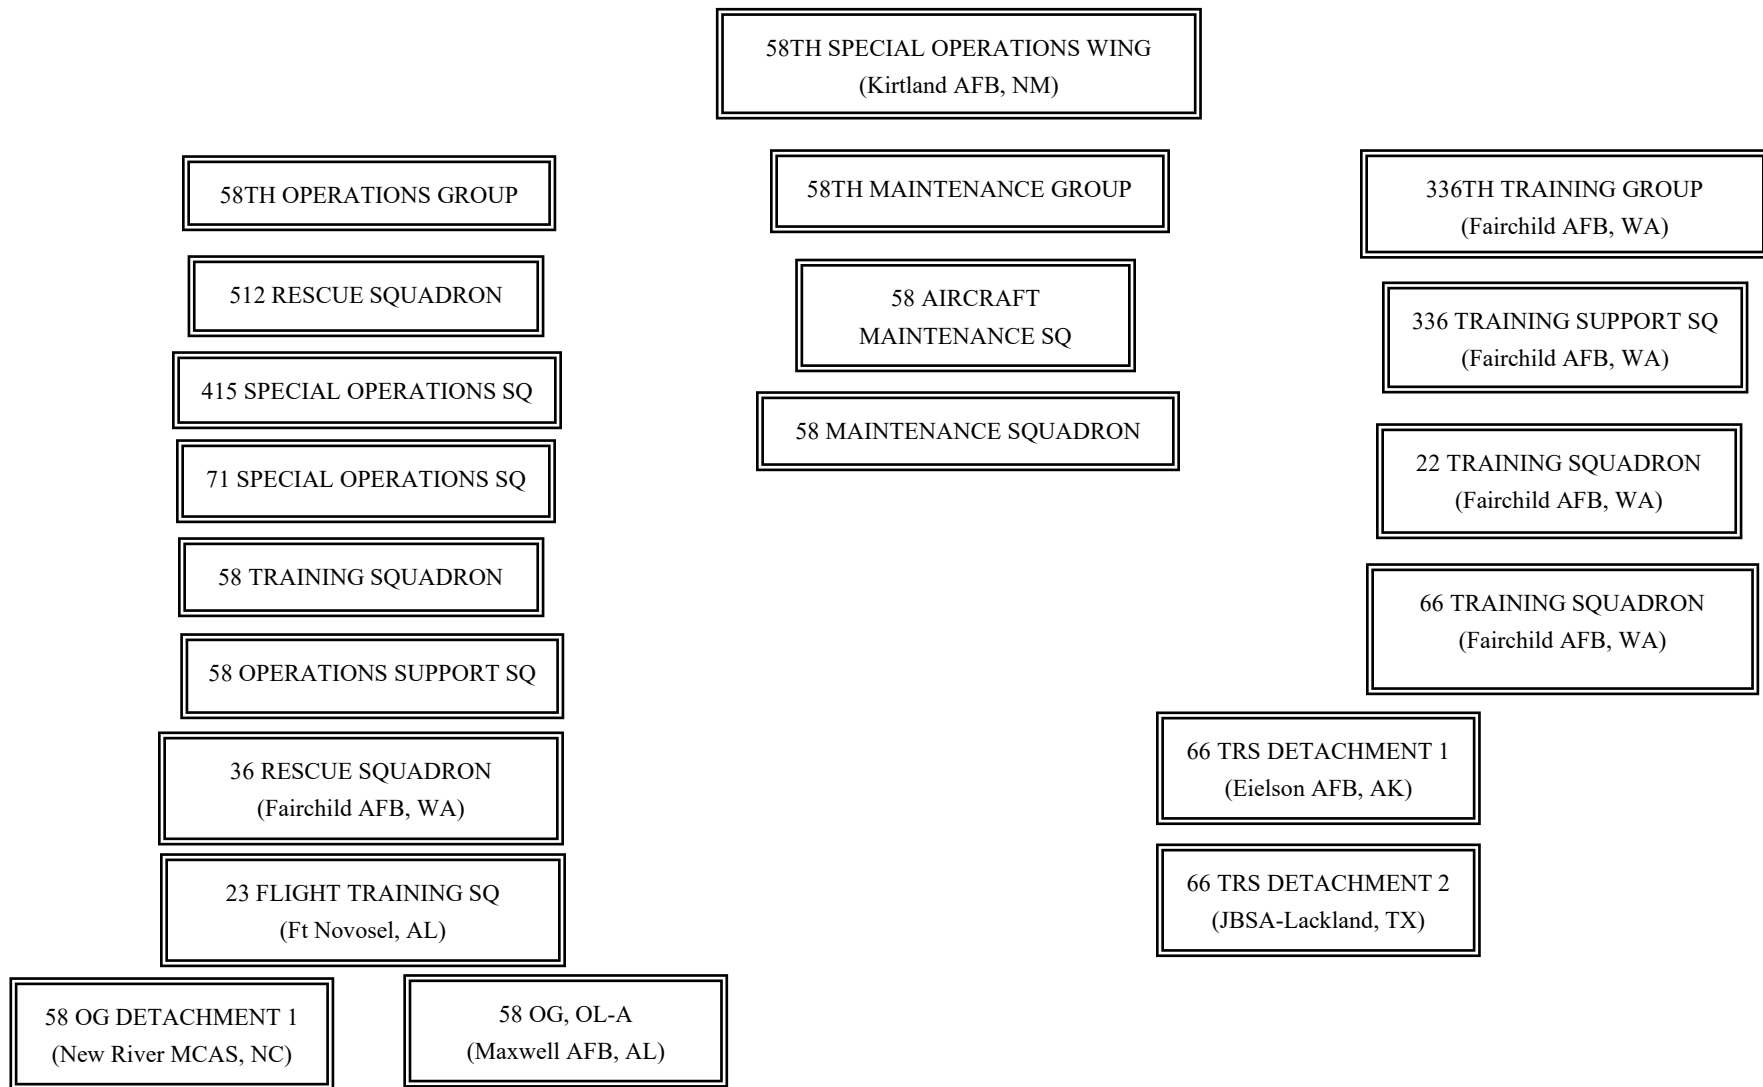 58TH SPECIAL OPERATIONS WING
(Kirtland AFB, NM)
58TH OPERATIONS GROUP
512 RESCUE SQUADRON
415 SPECIAL OPERATIONS SQ
71 SPECIAL OPERATIONS SQ
58 TRAINING SQUADRON
58 OPERATIONS SUPPORT SQ
36 RESCUE SQUADRON
(Fairchild AFB, WA)
23 FLIGHT TRAINING SQ
(Ft Novosel, AL)
58 OG DETACHMENT 1
(New River MCAS, NC)
58 OG, OL-A
(Maxwell AFB, AL)
58TH MAINTENANCE GROUP
58 AIRCRAFT
MAINTENANCE SQ
58 MAINTENANCE SQUADRON
336TH TRAINING GROUP
(Fairchild AFB, WA)
336 TRAINING SUPPORT SQ
(Fairchild AFB, WA)
22 TRAINING SQUADRON
(Fairchild AFB, WA)
66 TRAINING SQUADRON
(Fairchild AFB, WA)
66 TRS DETACHMENT 1
(Eielson AFB, AK)
66 TRS DETACHMENT 2
(JBSA-Lackland, TX)